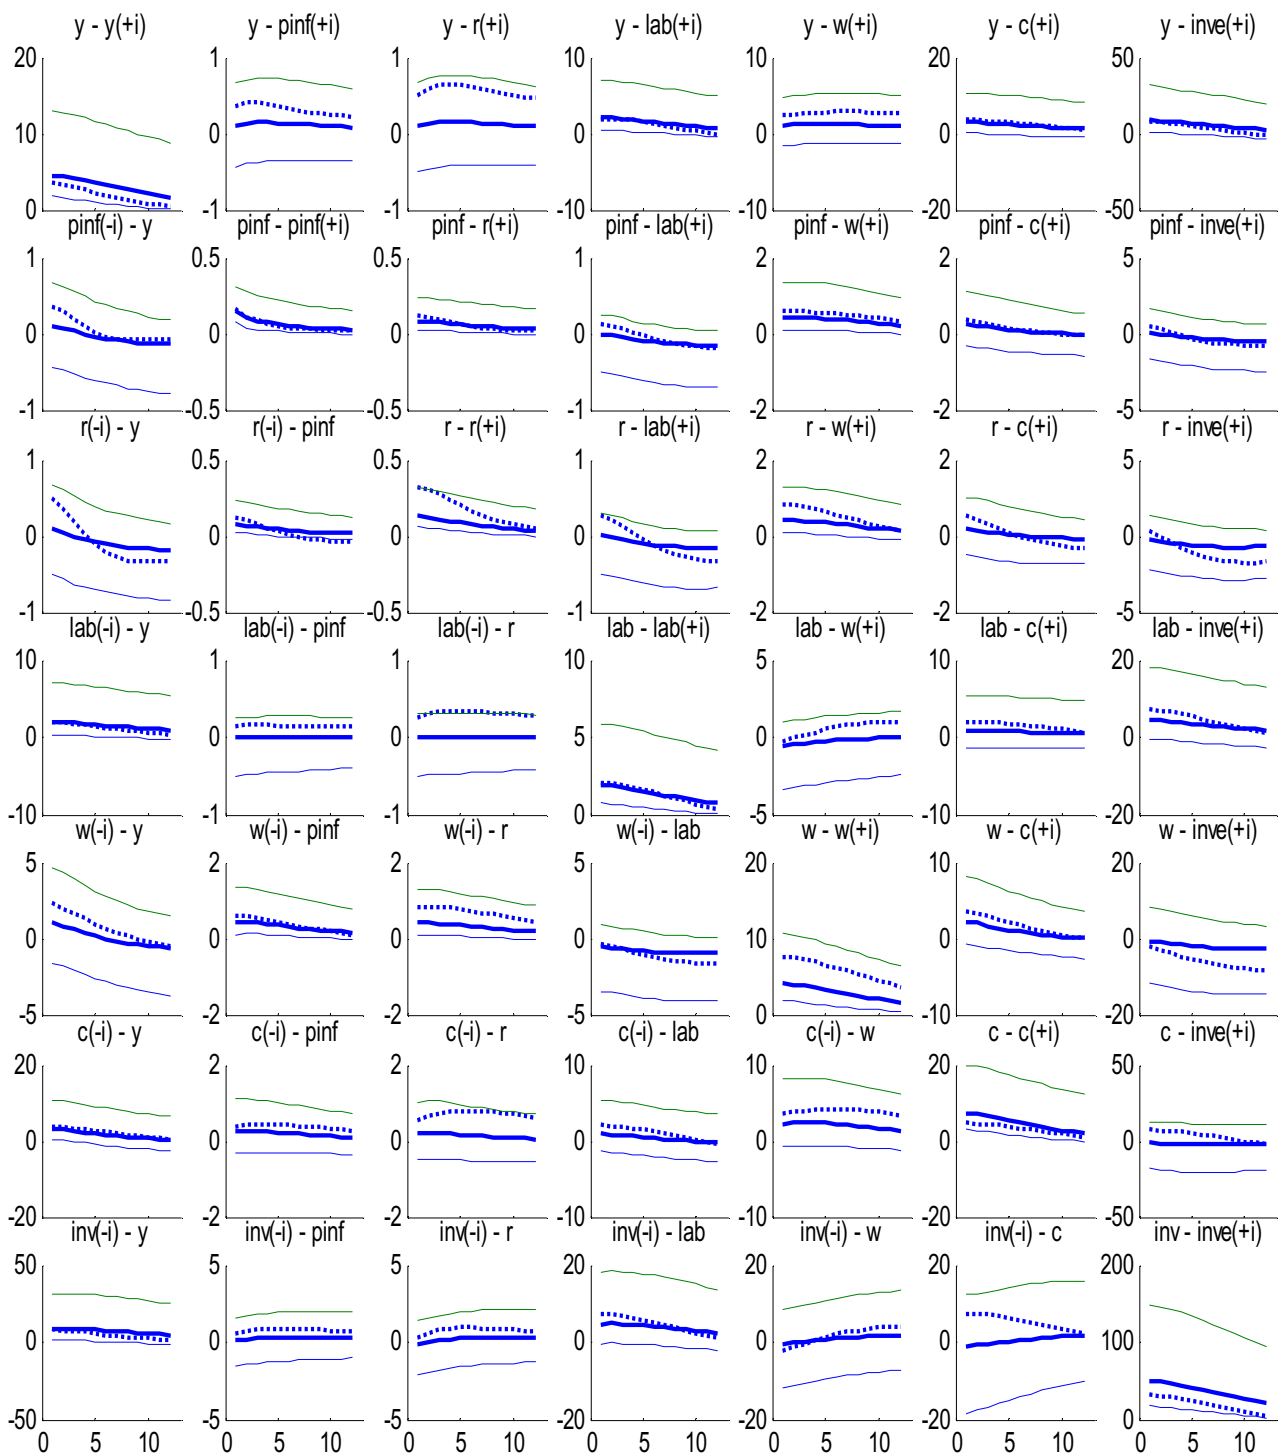 y - y(+i) y - pinf(+i) y - r(+i) y - lab(+i) y - w(+i) y - c(+i) y - inve(+i)
20 1 1 10 10 20 50
10 0 0 0 0 0 0
0 -1 -1 -10 -10 -20 -50
pinf(-i) - y pinf - pinf(+i) pinf - r(+i) pinf - lab(+i) pinf - w(+i) pinf - c(+i) pinf - inve(+i)
1 0.5 0.5 1 2 2 5
0 0 0 0 0 0 0
-1 -0.5 -0.5 -1 -2 -2 -5
r(-i) - y r(-i) - pinf r - r(+i) r - lab(+i) r - w(+i) r - c(+i) r - inve(+i)
1 0.5 0.5 1 2 2 5
0 0 0 0 0 0 0
-1 -0.5 -0.5 -1 -2 -2 -5
lab(-i) - y lab(-i) - pinf lab(-i) - r lab - lab(+i) lab - w(+i) lab - c(+i) lab - inve(+i)
10 1 1 10 5 10 20
0 0 0 5 0 0 0
-10 -1 -1 0 -5 -10 -20
w(-i) - y w(-i) - pinf w(-i) - r w(-i) - lab w - w(+i) w - c(+i) w - inve(+i)
5 2 2 5 20 10 20
0 0 0 0 10 0 0
-5 -2 -2 -5 0 -10 -20
c(-i) - y c(-i) - pinf c(-i) - r c(-i) - lab c(-i) - w c - c(+i) c - inve(+i)
20 2 2 10 10 20 50
0 0 0 0 0 0 0
-20 -2 -2 -10 -10 -20 -50
inv(-i) - y inv(-i) - pinf inv(-i) - r inv(-i) - lab inv(-i) - w inv(-i) - c inv - inve(+i)
50 5 5 20 20 20 200
0 0 0 0 0 0 100
-50 -5 -5 -20 -20 -20 0
0 5 10 0 5 10 0 5 10 0 5 10 0 5 10 0 5 10 0 5 10